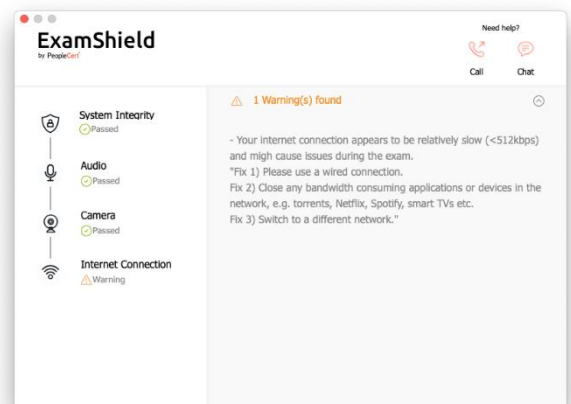 ExamShield
by PeopleCert
Need help?
Call
Chat
System Integrity
Passed
Audio
Passed
Camera
Passed
Internet Connection
Warning
1 Warning(s) found
- Your internet connection appears to be relatively slow (<512kbps)
and migh cause issues during the exam.
"Fix 1) Please use a wired connection.
Fix 2) Close any bandwidth consuming applications or devices in the
network, e.g. torrents, Netflix, Spotify, smart TVs etc.
Fix 3) Switch to a different network."